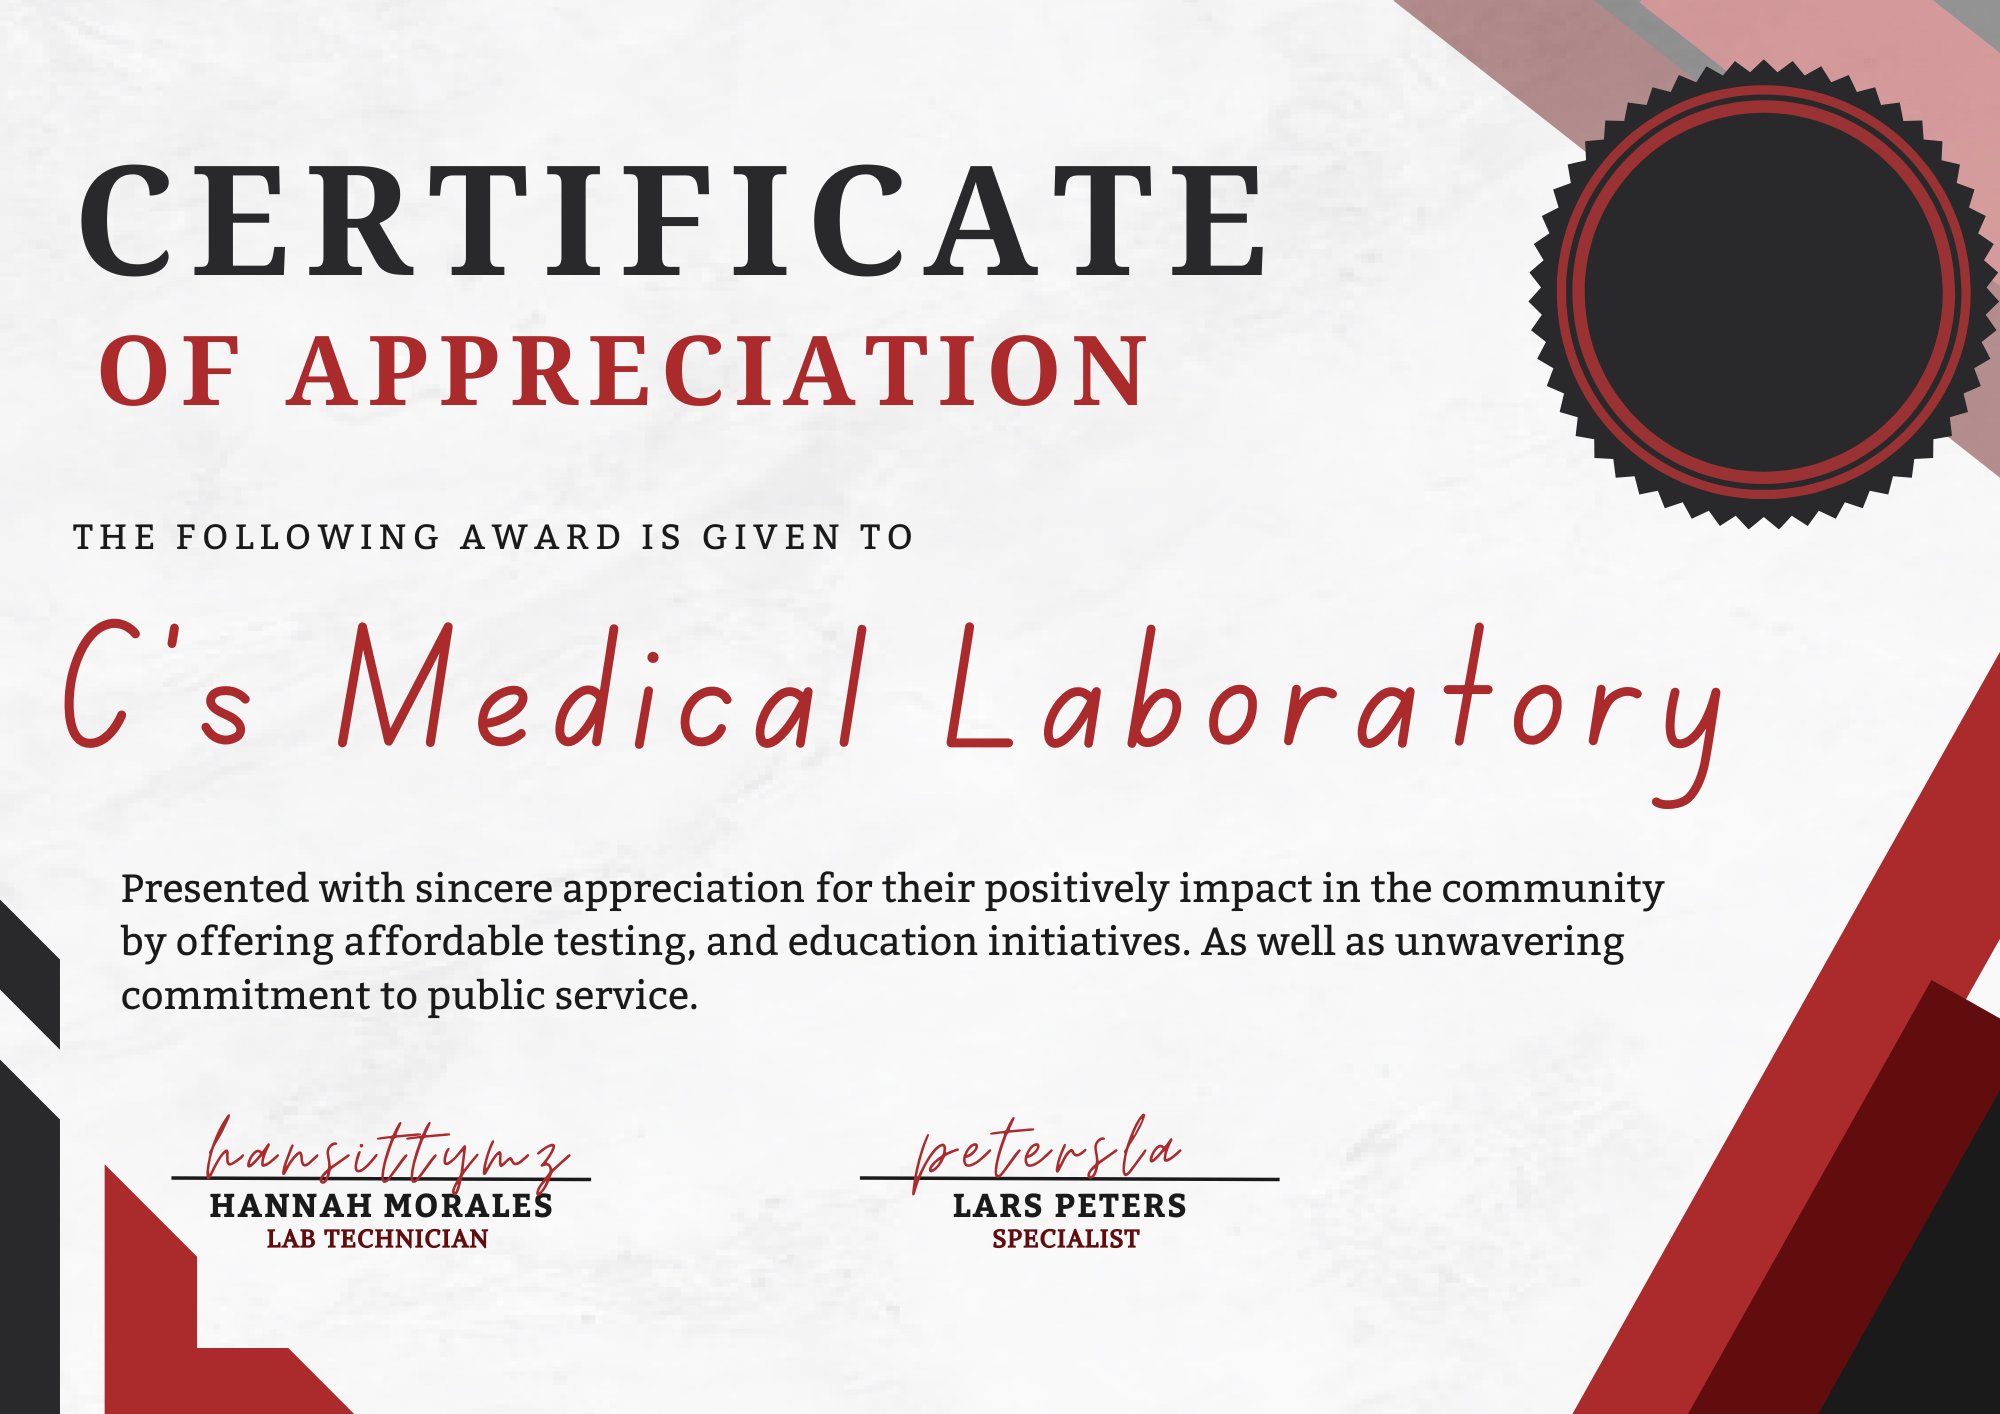 CERTIFICATE
OF APPRECIATION
THE FOLLOWING AWARD IS GIVEN TO
C's Medical Laboratory
Presented with sincere appreciation for their positively impact in the community
by offering affordable testing, and education initiatives. As well as unwavering
commitment to public service.
hansittymz
HANNAH MORALES
LAB TECHNICIAN
petersla
LARS PETERS
SPECIALIST